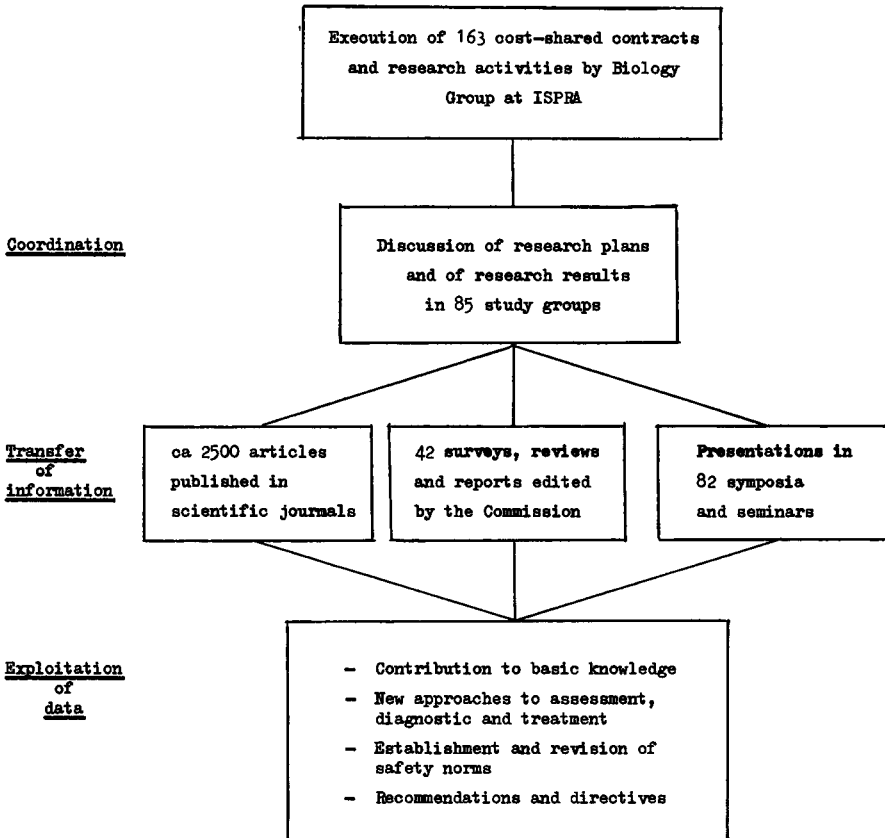 Execution of 163 cost-shared contracts
and research activities by Biology
Group at ISPRA
Coordination
Discussion of research plans
and of research results
in 85 study groups
Transfer
of
information
ca 2500 articles
published in
scientific journals
42 surveys, reviews
and reports edited
by the Commission
Presentations in
82 symposia
and seminars
Exploitation
of
data
- Contribution to basic knowledge
- New approaches to assessment,
diagnostic and treatment
- Establishment and revision of
safety norms
- Recommendations and directives